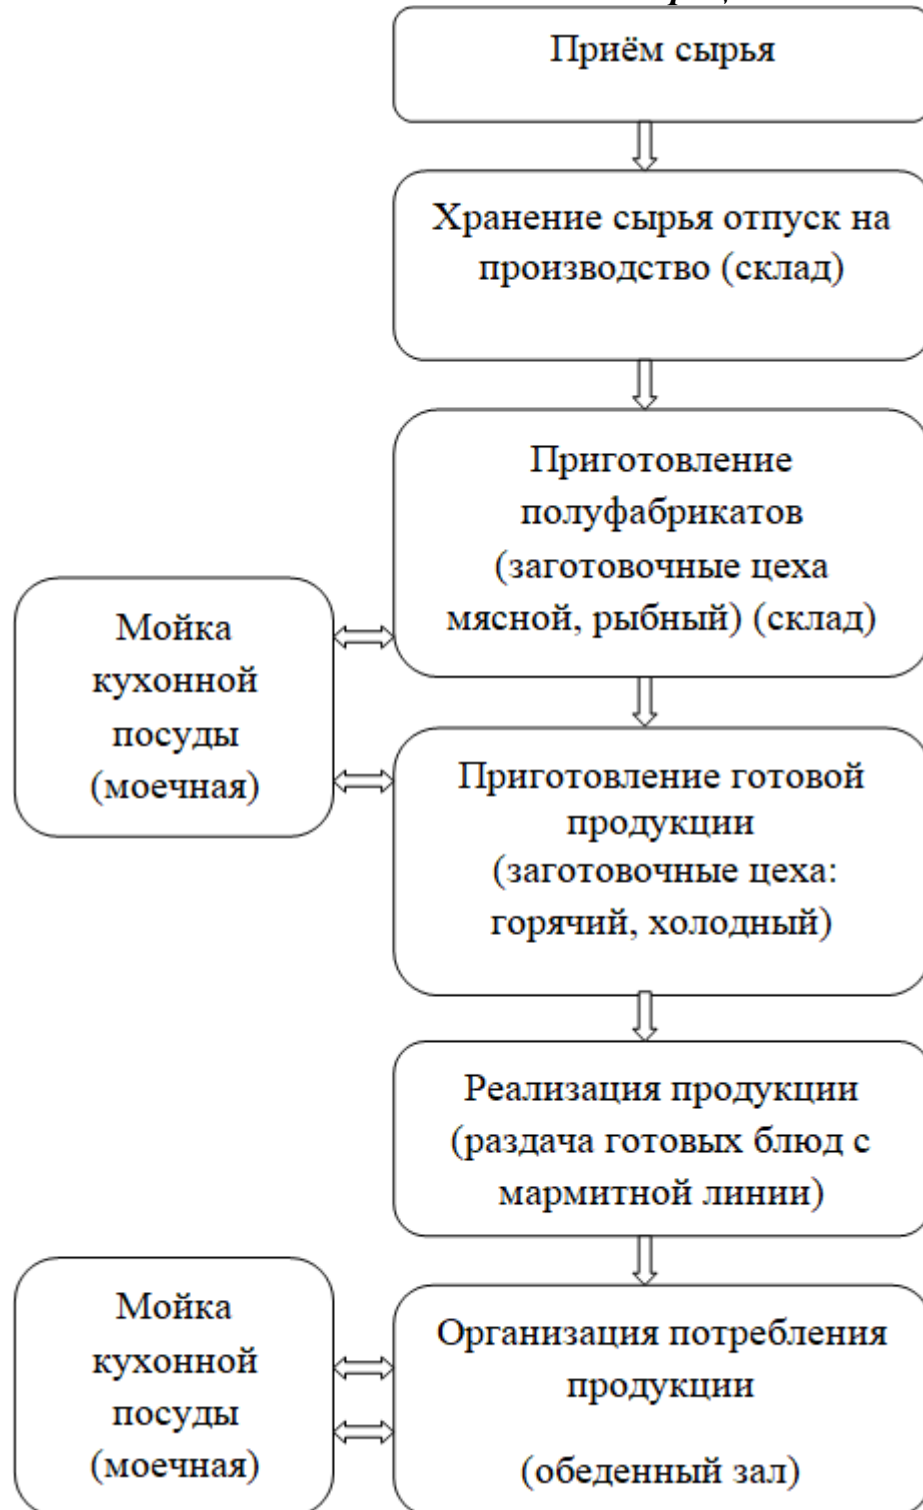 Приём сырья
Хранение сырья отпуск на
производство (склад)
Приготовление
полуфабрикатов
(заготовочные цеха
мясной, рыбный) (склад)
Мойка
кухонной
посуды
(моечная)
Приготовление готовой
продукции
(заготовочные цеха:
горячий, холодный)
Реализация продукции
(раздача готовых блюд с
мармитной линии)
Мойка
кухонной
посуды
(моечная)
Организация потребления
продукции
(обеденный зал)